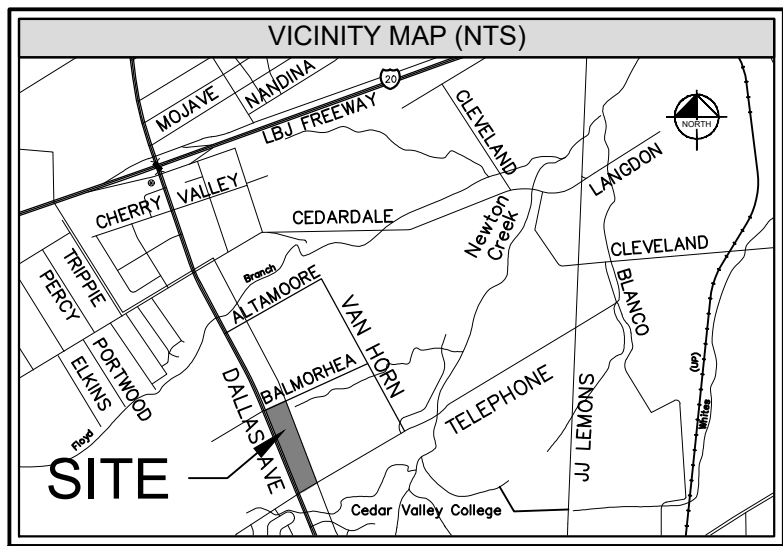 VICINITY MAP (NTS)
MOJAVE
NANDINA
20
LBJ FREEWAY
CLEVELAND
NORTH
CHERRY VALLEY
LANGDON
CEDARDALE
Newton
Creek
CLEVELAND
TRIPPIE
PERCY
Branch
ALTAMOORE
BLANCO
VAN HORN
PORTWOOD
ELKINS
BALMORHEA
(UP)
DALLAS AVE
TELEPHONE
JJ LEMONS
Whites
Floyd
SITE
Cedar Valley College